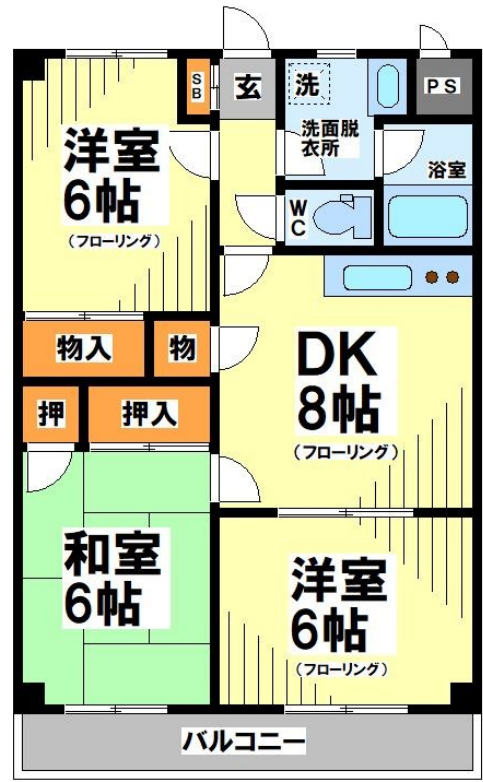 SB
玄
洗
PS
洋室
6帖
(フローリング)
洗面脱
衣所
浴室
WC
物入
物
DK
8帖
(フローリング)
押
押入
和室
6帖
洋室
6帖
(フローリング)
バルコニー